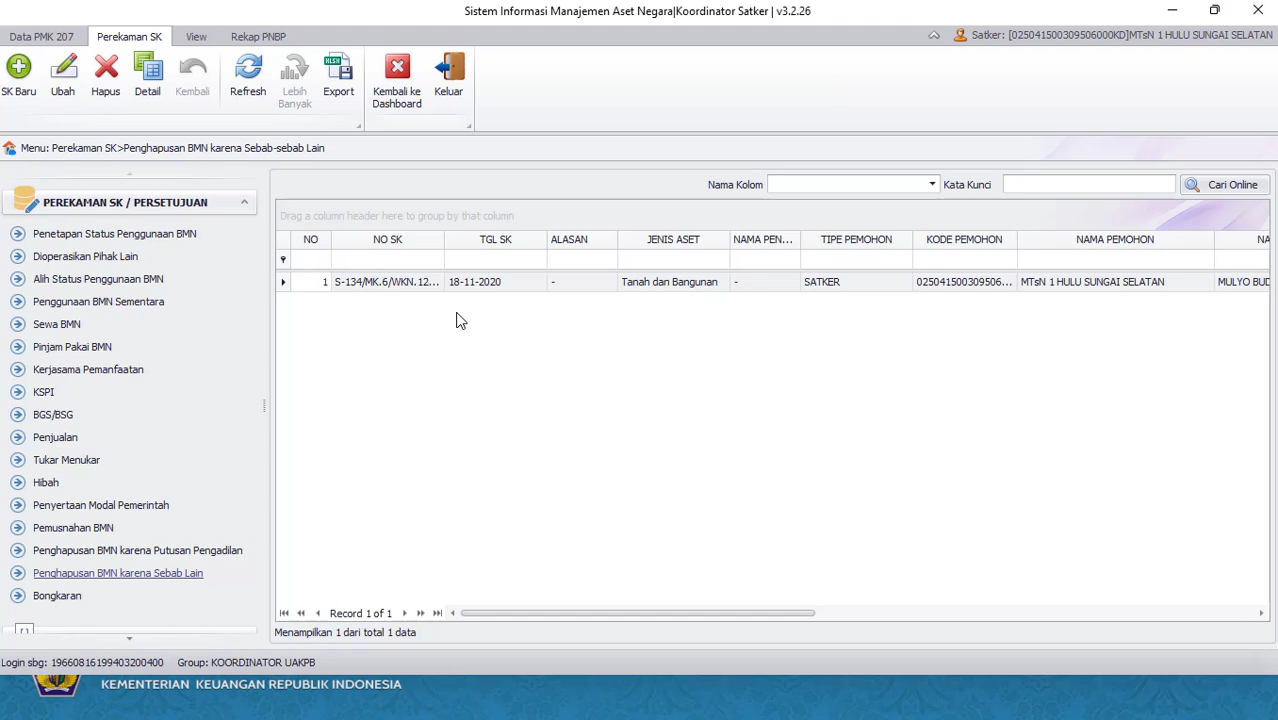 Sistem Informasi Manajemen Aset Negara|Koordinator Satker | v3.2.26
Data PMK 207 Perekaman SK View Rekap PNBP Satker: [025041500309506000KD]MTsN 1 HULU SUNGAI SELATAN
SK Baru Ubah Hapus Detail Kembali Refresh Lebih Banyak XLSX Export Kembali ke Dashboard Keluar
Menu: Perekaman SK>Penghapusan BMN karena Sebab-sebab Lain
PEREKAMAN SK / PERSETUJUAN
Penetapan Status Penggunaan BMN
Dioperasikan Pihak Lain
Alih Status Penggunaan BMN
Penggunaan BMN Sementara
Sewa BMN
Pinjam Pakai BMN
Kerjasama Pemanfaatan
KSPI
BGS/BSG
Penjualan
Tukar Menukar
Hibah
Penyertaan Modal Pemerintah
Pemusnahan BMN
Penghapusan BMN karena Putusan Pengadilan
Penghapusan BMN karena Sebab Lain
Bongkaran
Nama Kolom Kata Kunci Cari Online
Drag a column header here to group by that column
NO NO SK TGL SK ALASAN JENIS ASET NAMA PEN... TIPE PEMOHON KODE PEMOHON NAMA PEMOHON NA
1 S-134/MK.6/WKN.12... 18-11-2020 - Tanah dan Bangunan - SATKER 02504150030950​6... MTsN 1 HULU SUNGAI SELATAN MULYO BUD
Record 1 of 1
Menampilkan 1 dari total 1 data
Login sbg: 19660816199403200400 Group: KOORDINATOR UAKPB
KEMENTERIAN KEUANGAN REPUBLIK INDONESIA